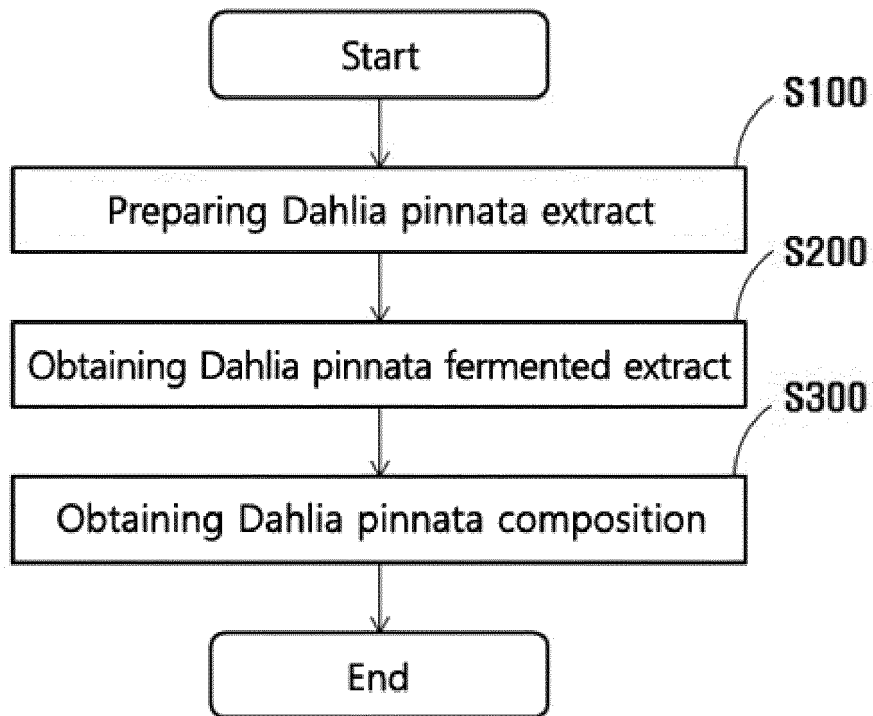 Start
S100
Preparing Dahlia pinnata extract
S200
Obtaining Dahlia pinnata fermented extract
S300
Obtaining Dahlia pinnata composition
End